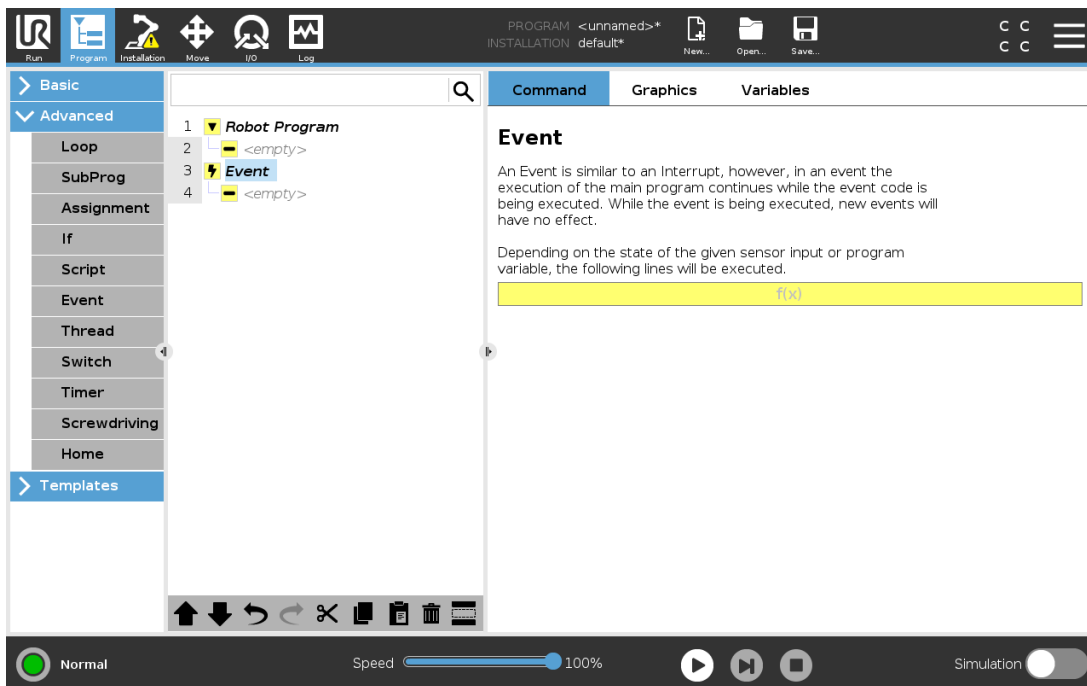 PROGRAM <unnamed>*
INSTALLATION default*
UR
Run
Program
Installation
Move
I/O
Log
New...
Open...
Save...
C C
C C
Basic
Advanced
Loop
SubProg
Assignment
If
Script
Event
Thread
Switch
Timer
Screwdriving
Home
Templates
1 Robot Program
2 <empty>
3 Event
4 <empty>
Command Graphics Variables
Event
An Event is similar to an Interrupt, however, in an event the
execution of the main program continues while the event code is
being executed. While the event is being executed, new events will
have no effect.
Depending on the state of the given sensor input or program
variable, the following lines will be executed.
f(x)
Normal
Speed 100%
Simulation